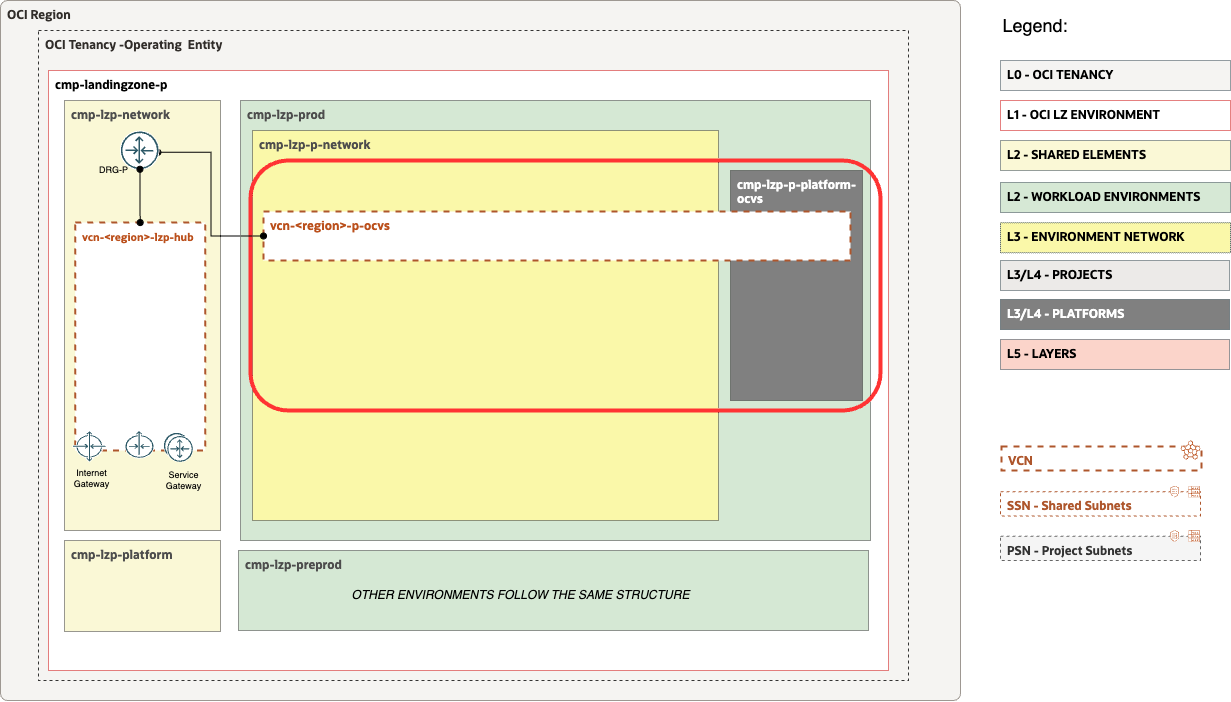 OCI Region
OCI Tenancy -Operating  Entity
cmp-landingzone-p
cmp-lzp-network
DRG-P
vcn-<region>-lzp-hub
Internet
Gateway
Service
Gateway
cmp-lzp-platform
cmp-lzp-prod
cmp-lzp-p-network
cmp-lzp-p-platform-
ocvs
vcn-<region>-p-ocvs
cmp-lzp-preprod
OTHER ENVIRONMENTS FOLLOW THE SAME STRUCTURE
Legend:
L0 - OCI TENANCY
L1 - OCI LZ ENVIRONMENT
L2 - SHARED ELEMENTS
L2 - WORKLOAD ENVIRONMENTS
L3 - ENVIRONMENT NETWORK
L3/L4 - PROJECTS
L3/L4 - PLATFORMS
L5 - LAYERS
VCN
SSN - Shared Subnets
PSN - Project Subnets